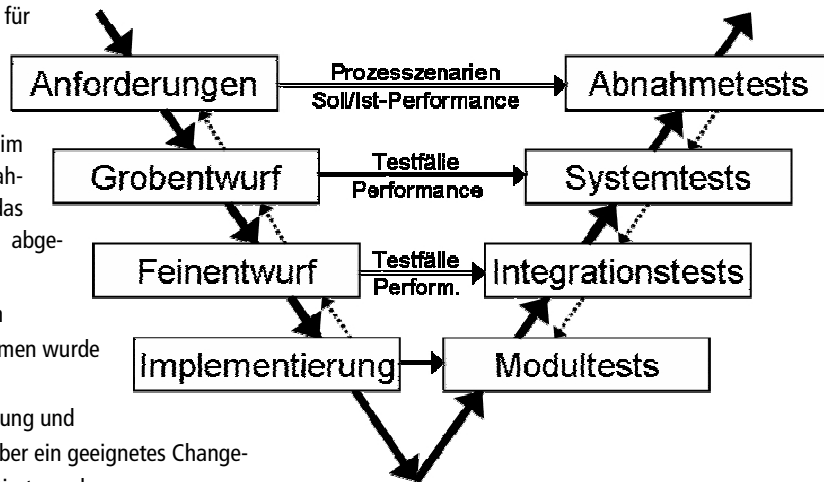 für
im
ah-
das
abge-
n
men wurde
ung und
ber ein geeignetes Change-
Anforderungen
Prozesszenarien
Soll/Ist-Performance
Abnahmetests
Grobentwurf
Testfälle
Performance
Systemtests
Feinentwurf
Testfälle
Perform.
Integrationstests
Implementierung
Modultests